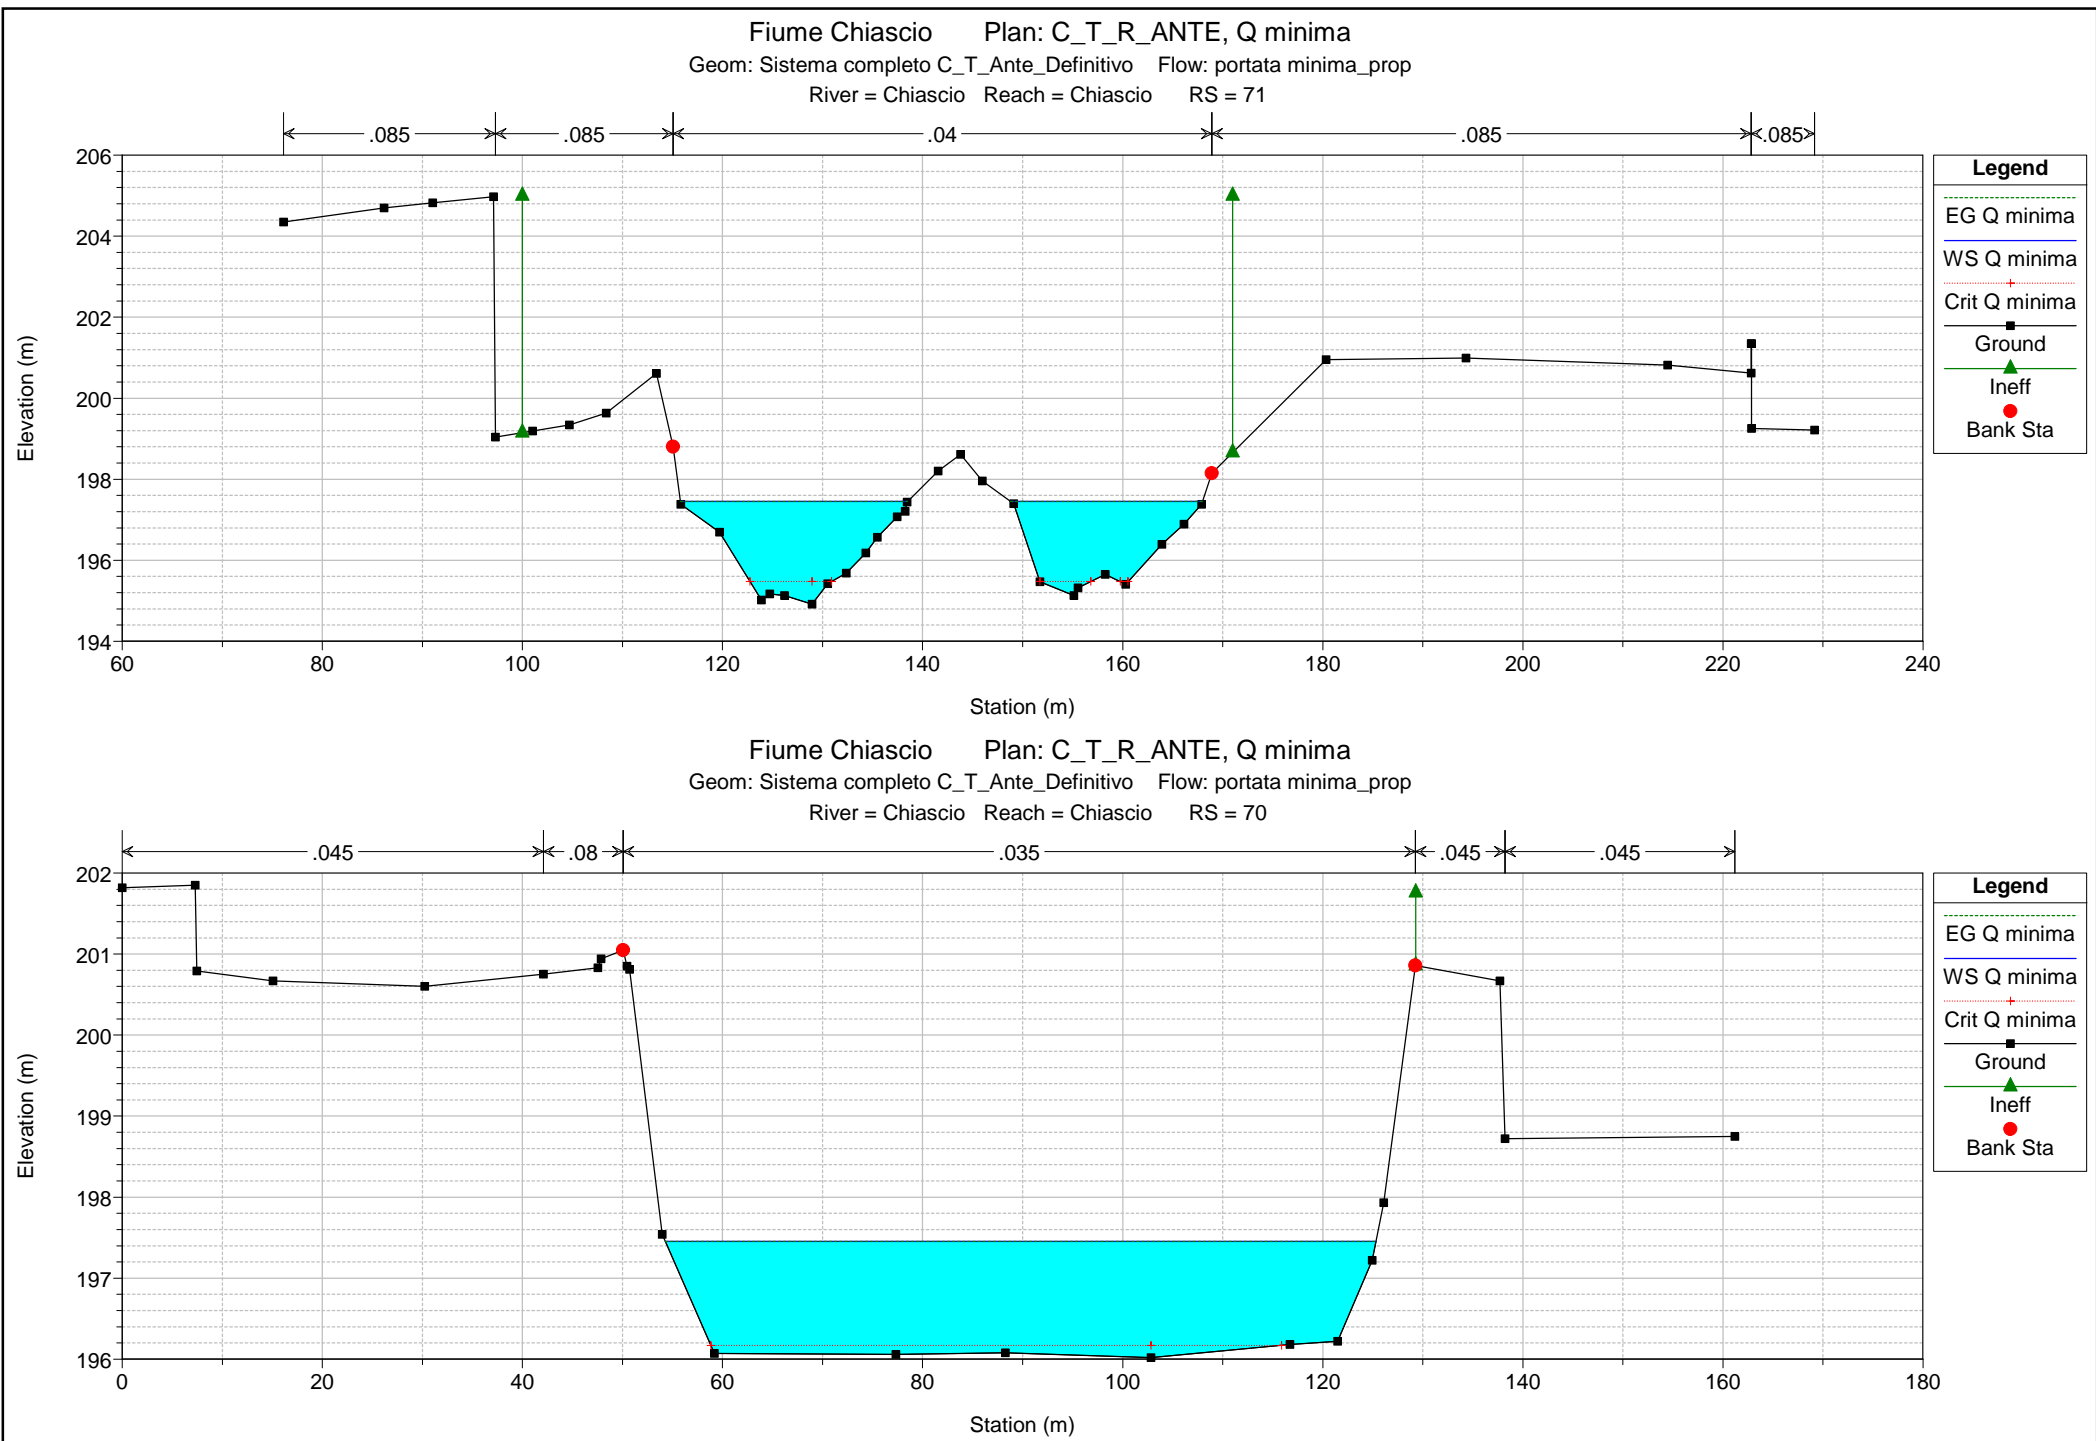 Fiume Chiascio Plan: C_T_R_ANTE, Q minima
Geom: Sistema completo C_T_Ante_Definitivo Flow: portata minima_prop
River = Chiascio Reach = Chiascio RS = 71
.085 .085 .04 .085 .085
206
204
202
200
198
196
194
Elevation (m)
60 80 100 120 140 160 180 200 220 240
Station (m)
Legend
EG Q minima
WS Q minima
Crit Q minima
Ground
Ineff
Bank Sta
Fiume Chiascio Plan: C_T_R_ANTE, Q minima
Geom: Sistema completo C_T_Ante_Definitivo Flow: portata minima_prop
River = Chiascio Reach = Chiascio RS = 70
.045 .08 .035 .045 .045
202
201
200
199
198
197
196
Elevation (m)
0 20 40 60 80 100 120 140 160 180
Station (m)
Legend
EG Q minima
WS Q minima
Crit Q minima
Ground
Ineff
Bank Sta